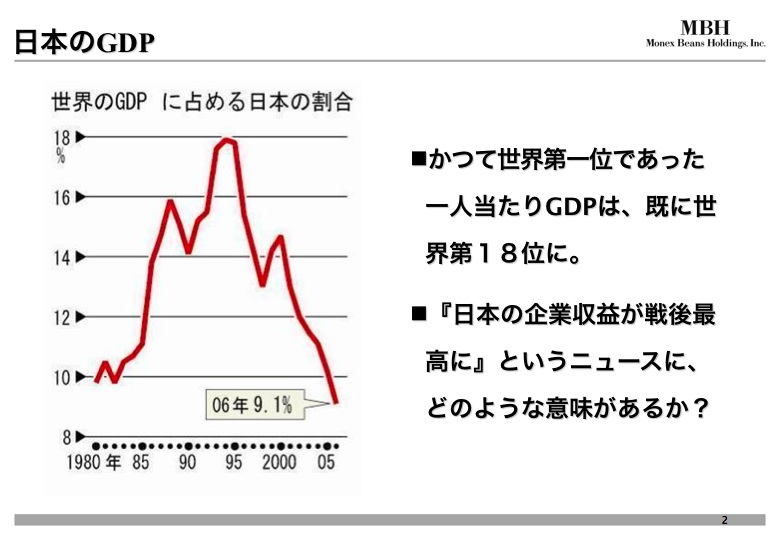 日本のGDP
MBH
Monex Beans Holdings, Inc.
世界のGDP に占める日本の割合
18
%
16
14
12
10
06年 9.1%
8
1980 年 85 90 95 2000 05
■かつて世界第一位であった
一人当たりGDPは、既に世
界第１８位に。
■『日本の企業収益が戦後最
高に』というニュースに、
どのような意味があるか？
2